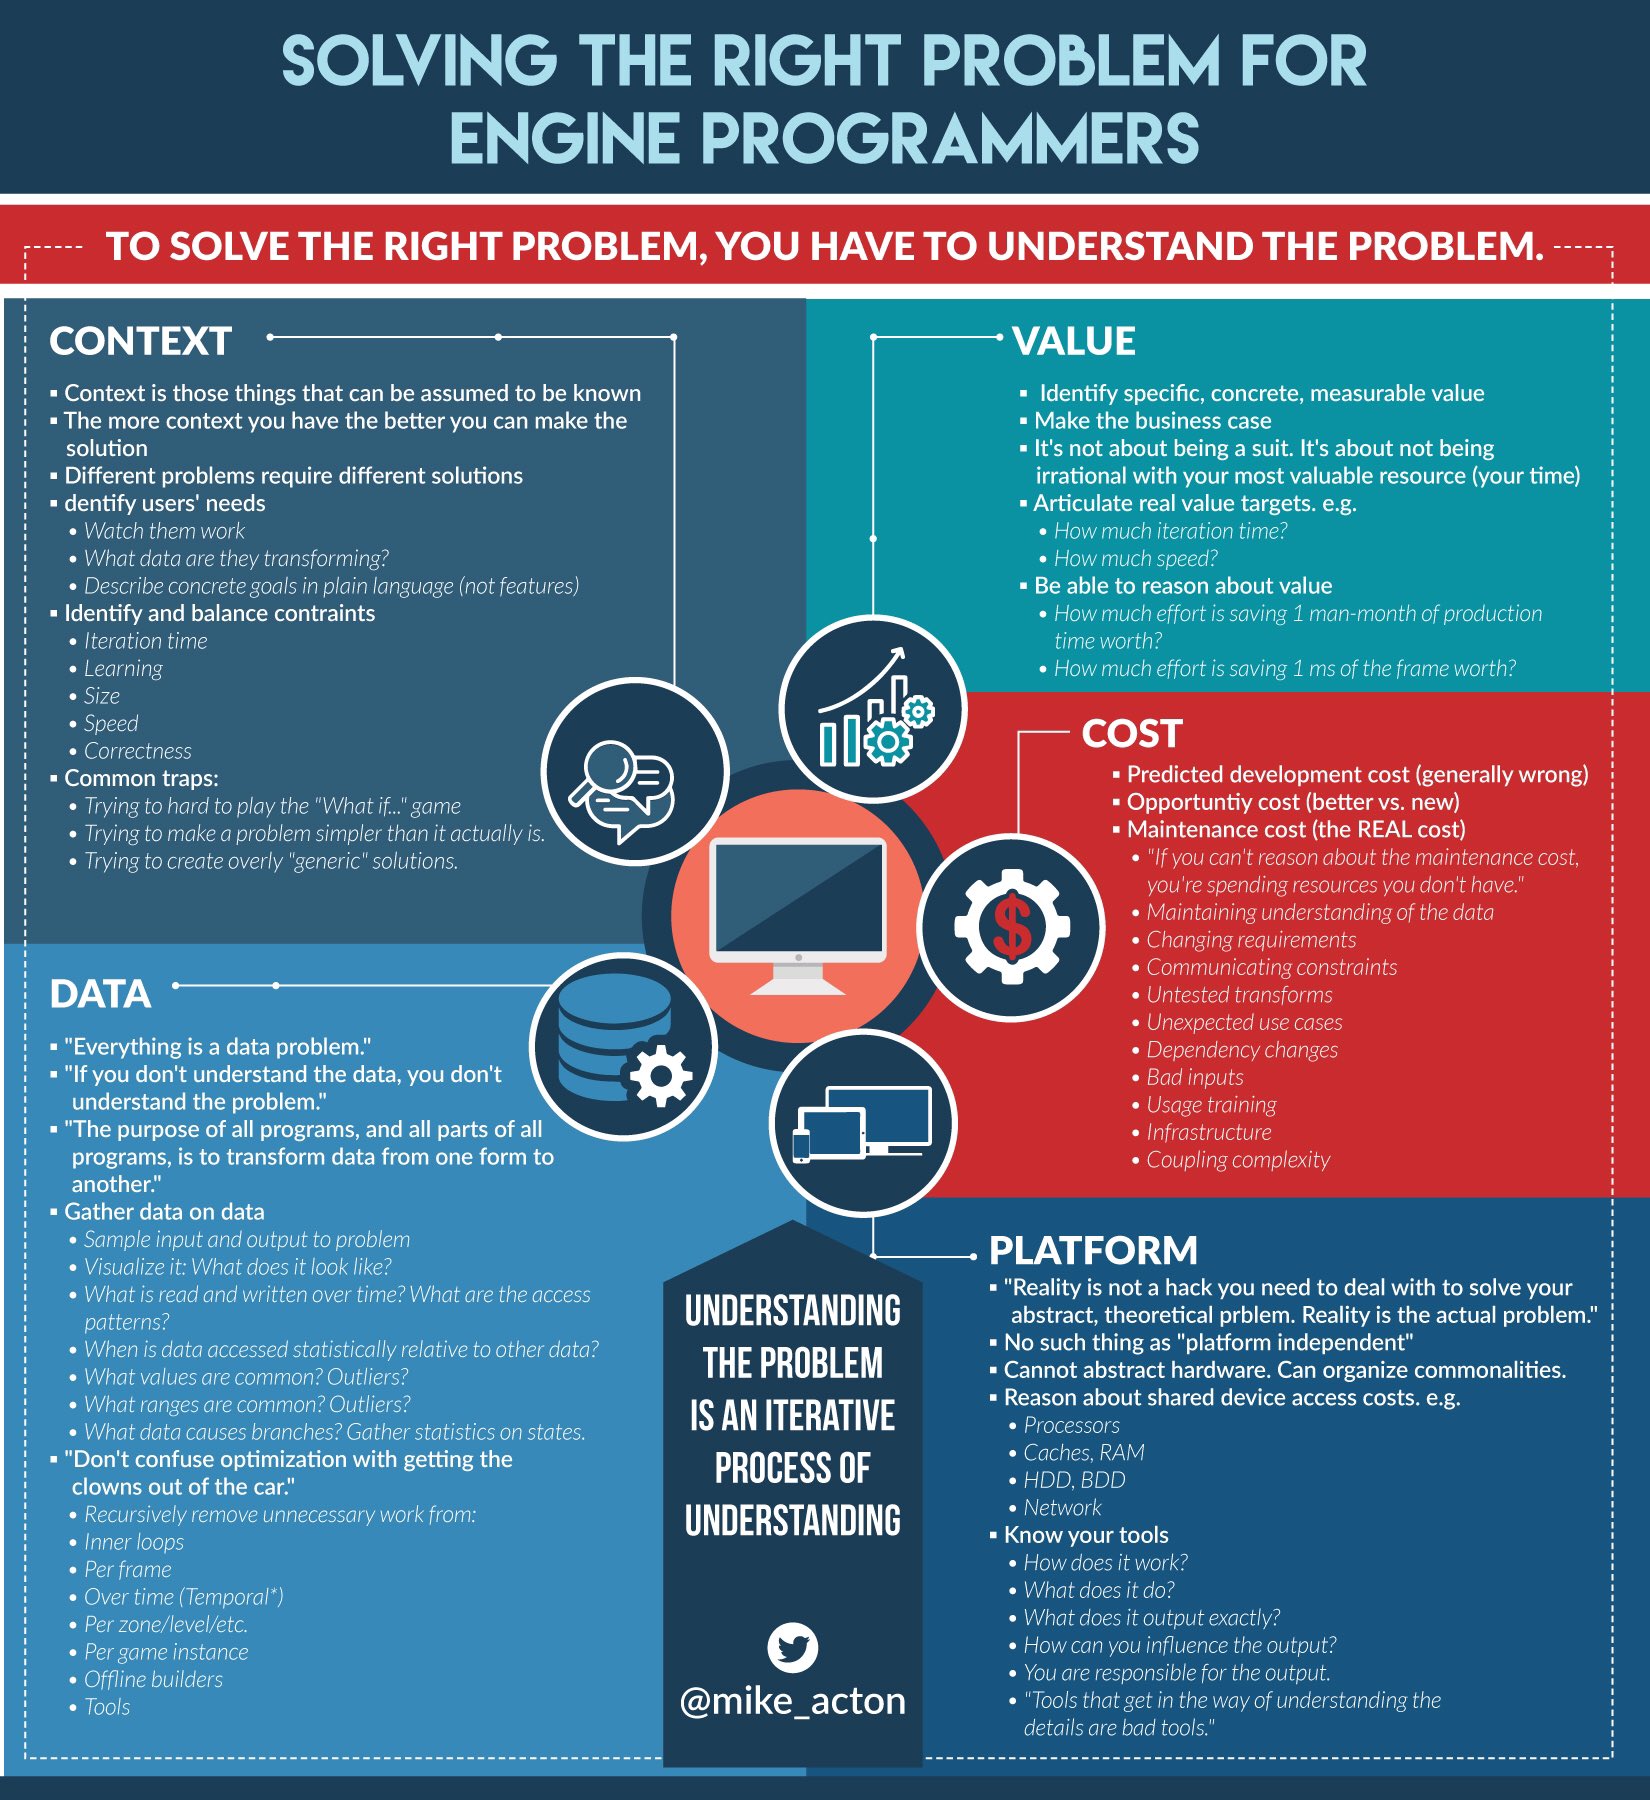 SOLVING THE RIGHT PROBLEM FOR
ENGINE PROGRAMMERS
TO SOLVE THE RIGHT PROBLEM, YOU HAVE TO UNDERSTAND THE PROBLEM.
CONTEXT
▪ Context is those things that can be assumed to be known
▪ The more context you have the better you can make the
solution
▪ Different problems require different solutions
▪ dentify users' needs
• Watch them work
• What data are they transforming?
• Describe concrete goals in plain language (not features)
▪ Identify and balance contraints
• Iteration time
• Learning
• Size
• Speed
• Correctness
▪ Common traps:
• Trying to hard to play the "What if..." game
• Trying to make a problem simpler than it actually is.
• Trying to create overly "generic" solutions.
VALUE
▪ Identify specific, concrete, measurable value
▪ Make the business case
▪ It's not about being a suit. It's about not being
irrational with your most valuable resource (your time)
▪ Articulate real value targets. e.g.
• How much iteration time?
• How much speed?
▪ Be able to reason about value
• How much effort is saving 1 man-month of production
time worth?
• How much effort is saving 1 ms of the frame worth?
COST
▪ Predicted development cost (generally wrong)
▪ Opportuntiy cost (better vs. new)
▪ Maintenance cost (the REAL cost)
• "If you can't reason about the maintenance cost,
you're spending resources you don't have."
• Maintaining understanding of the data
• Changing requirements
• Communicating constraints
• Untested transforms
• Unexpected use cases
• Dependency changes
• Bad inputs
• Usage training
• Infrastructure
• Coupling complexity
$
DATA
▪ "Everything is a data problem."
▪ "If you don't understand the data, you don't
understand the problem."
▪ "The purpose of all programs, and all parts of all
programs, is to transform data from one form to
another."
▪ Gather data on data
• Sample input and output to problem
• Visualize it: What does it look like?
• What is read and written over time? What are the access
patterns?
• When is data accessed statistically relative to other data?
• What values are common? Outliers?
• What ranges are common? Outliers?
• What data causes branches? Gather statistics on states.
▪ "Don't confuse optimization with getting the
clowns out of the car."
• Recursively remove unnecessary work from:
• Inner loops
• Per frame
• Over time (Temporal*)
• Per zone/level/etc.
• Per game instance
• Offline builders
• Tools
PLATFORM
▪ "Reality is not a hack you need to deal with to solve your
abstract, theoretical prblem. Reality is the actual problem."
▪ No such thing as "platform independent"
▪ Cannot abstract hardware. Can organize commonalities.
▪ Reason about shared device access costs. e.g.
• Processors
• Caches, RAM
• HDD, BDD
• Network
▪ Know your tools
• How does it work?
• What does it do?
• What does it output exactly?
• How can you influence the output?
• You are responsible for the output.
• "Tools that get in the way of understanding the
details are bad tools."
UNDERSTANDING
THE PROBLEM
IS AN ITERATIVE
PROCESS OF
UNDERSTANDING
@mike_acton